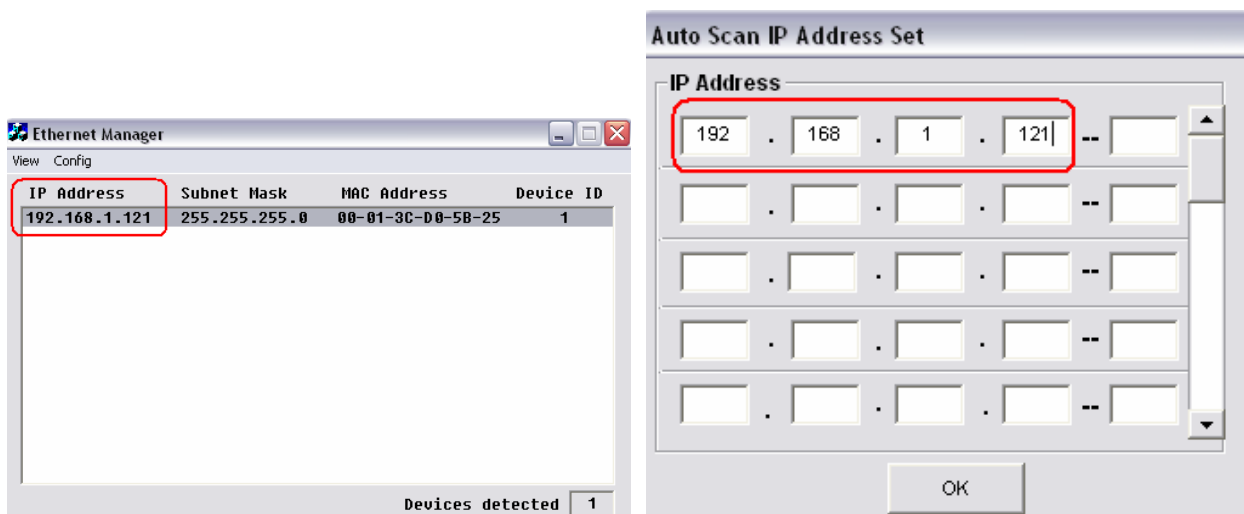 Ethernet Manager
View Config
IP Address Subnet Mask MAC Address Device ID
192.168.1.121 255.255.255.0 00-01-3C-D0-5B-25 1
Devices detected 1
Auto Scan IP Address Set
IP Address
192 . 168 . 1 . 121 --
. . . --
. . . --
. . . --
. . . --
OK